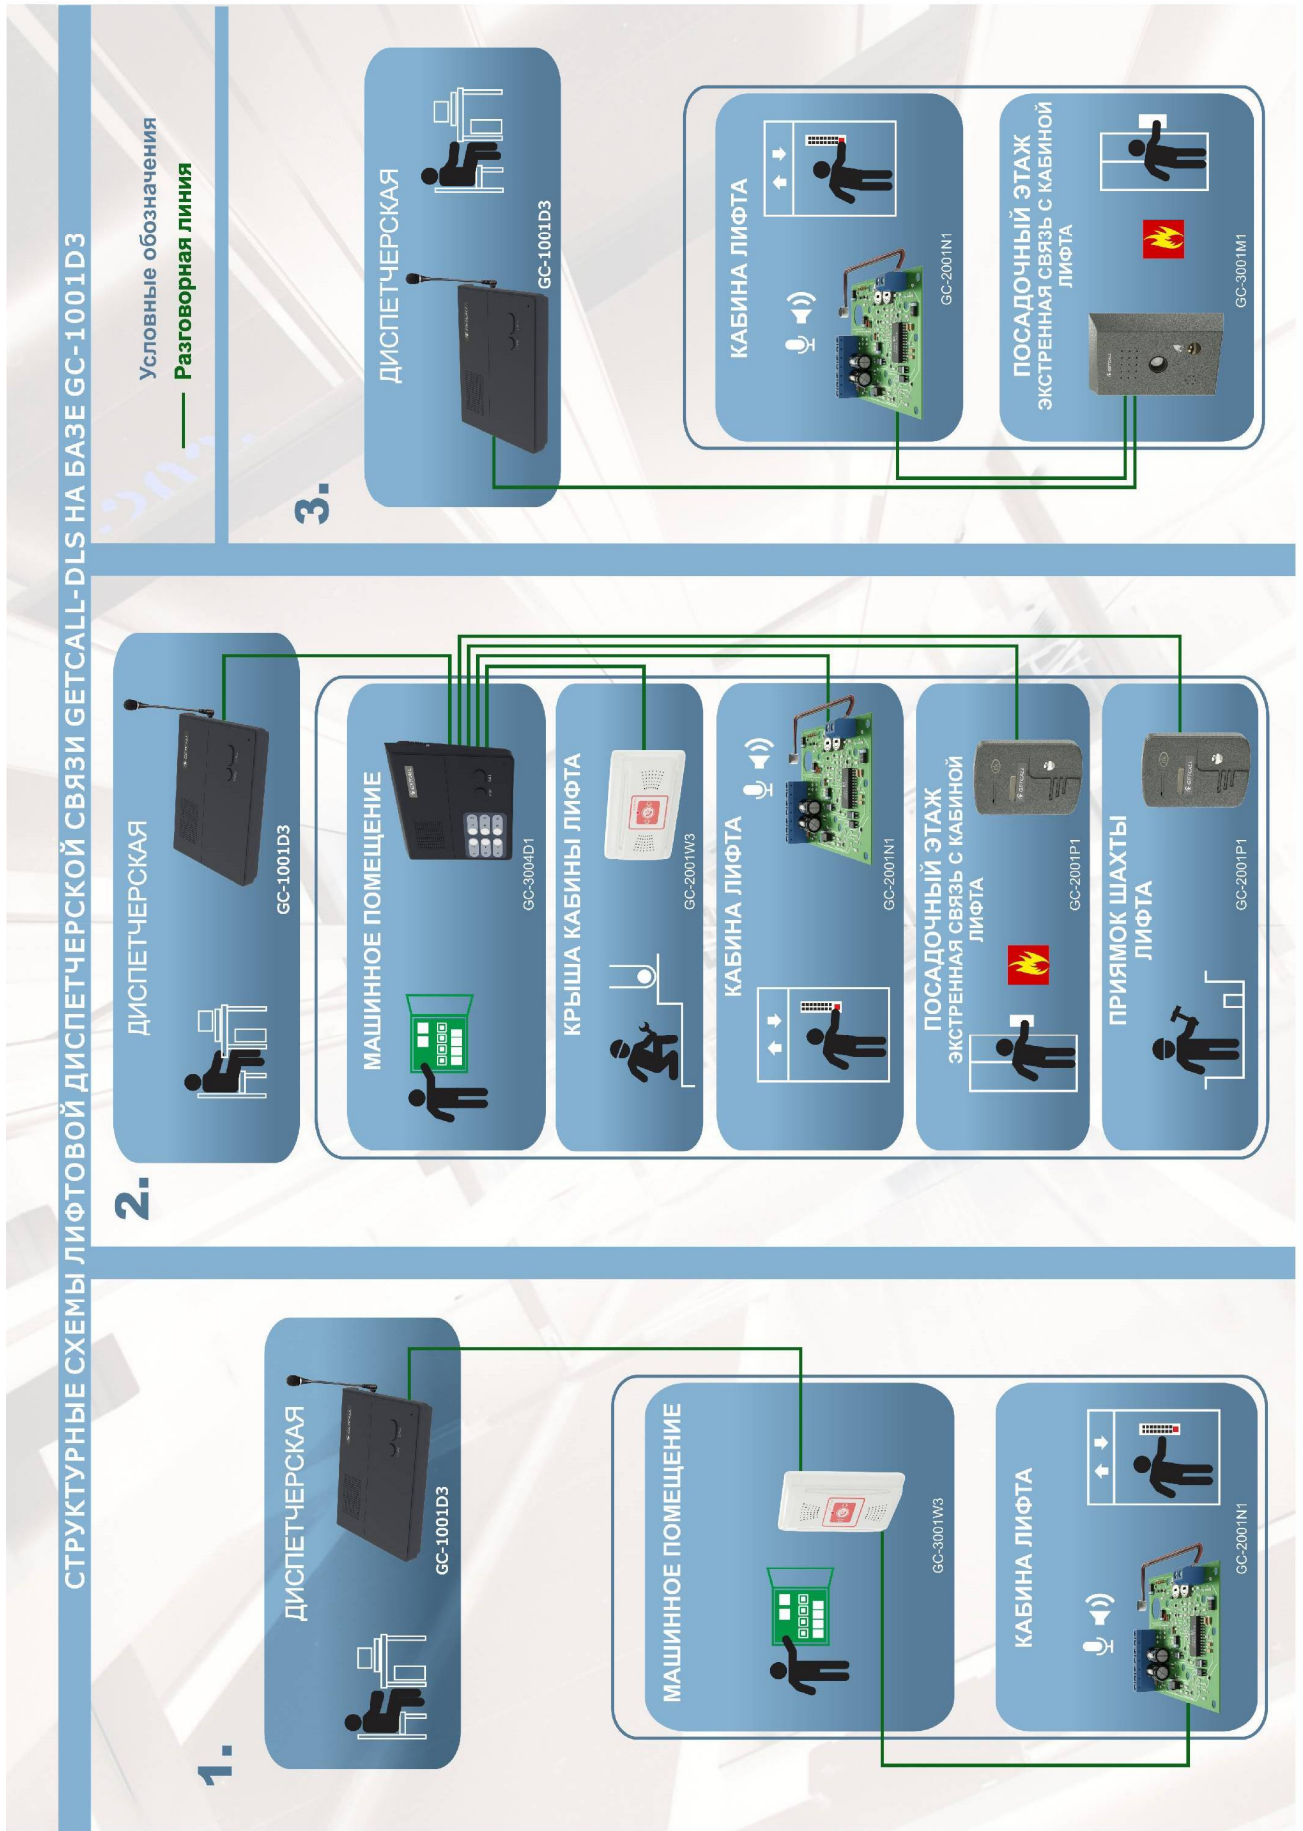 СТРУКТУРНЫЕ СХЕМЫ ЛИФТОВОЙ ДИСПЕТЧЕРСКОЙ СВЯЗИ GETCALL-DLS НА БАЗЕ GC-1001D3
1.
ДИСПЕТЧЕРСКАЯ
GC-1001D3
МАШИННОЕ ПОМЕЩЕНИЕ
GC-3001W3
КАБИНА ЛИФТА
GC-2001N1
2.
ДИСПЕТЧЕРСКАЯ
GC-1001D3
МАШИННОЕ ПОМЕЩЕНИЕ
GC-3004D1
КРЫША КАБИНЫ ЛИФТА
GC-2001W3
КАБИНА ЛИФТА
GC-2001N1
ПОСАДОЧНЫЙ ЭТАЖ
ЭКСТРЕННАЯ СВЯЗЬ С КАБИНОЙ
ЛИФТА
GC-2001P1
ПРИЯМОК ШАХТЫ
ЛИФТА
GC-2001P1
Условные обозначения
Разговорная линия
3.
ДИСПЕТЧЕРСКАЯ
GC-1001D3
КАБИНА ЛИФТА
GC-2001N1
ПОСАДОЧНЫЙ ЭТАЖ
ЭКСТРЕННАЯ СВЯЗЬ С КАБИНОЙ
ЛИФТА
GC-3001M1